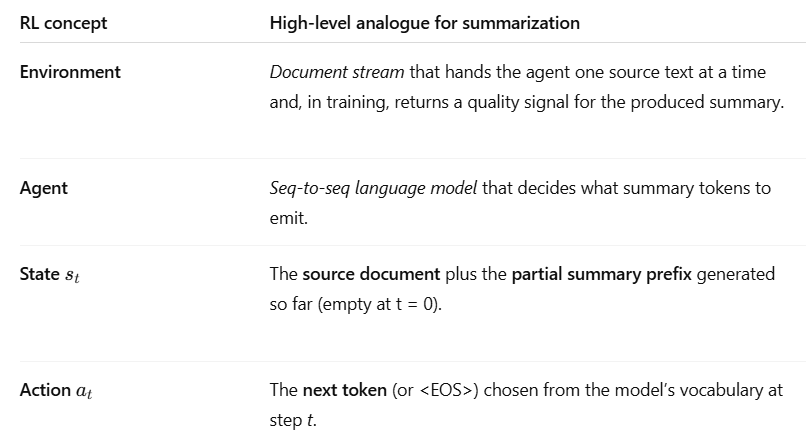 RL concept High-level analogue for summarization
Environment Document stream that hands the agent one source text at a time
and, in training, returns a quality signal for the produced summary.
Agent Seq-to-seq language model that decides what summary tokens to
emit.
State sₜ The source document plus the partial summary prefix generated
so far (empty at t = 0).
Action aₜ The next token (or <EOS>) chosen from the model’s vocabulary at
step t.